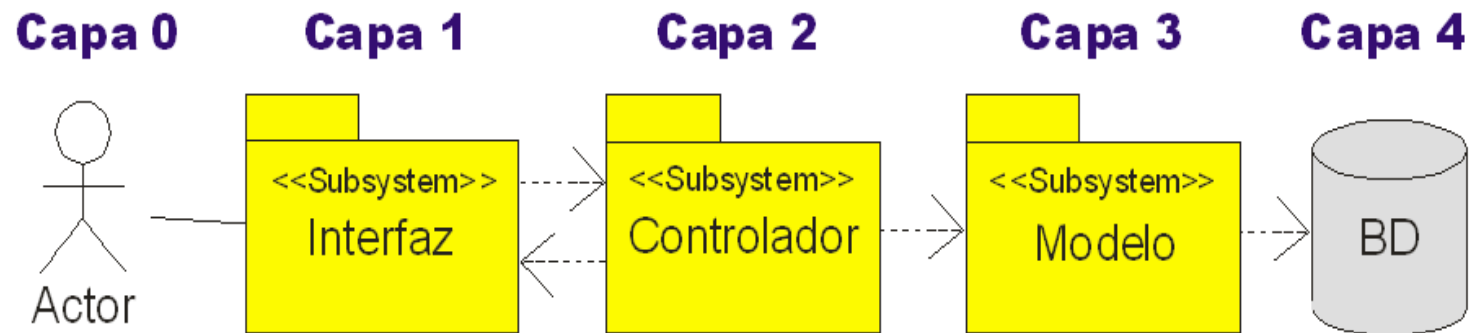 Capa 0 Capa 1 Capa 2 Capa 3 Capa 4
<<Subsystem>> <<Subsystem>> <<Subsystem>>
Interfaz Controlador Modelo BD
Actor